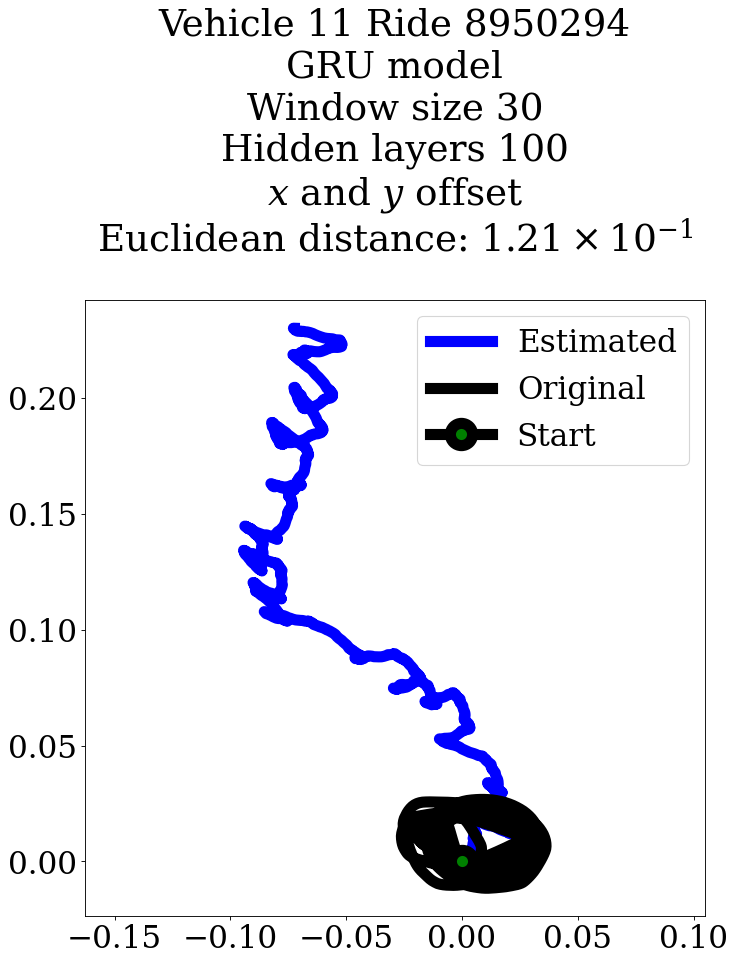 Vehicle 11 Ride 8950294
GRU model
Window size 30
Hidden layers 100
x and y offset
Euclidean distance: 1.21 × 10⁻¹
Estimated
Original
Start
0.20
0.15
0.10
0.05
0.00
−0.15 −0.10 −0.05 0.00 0.05 0.10